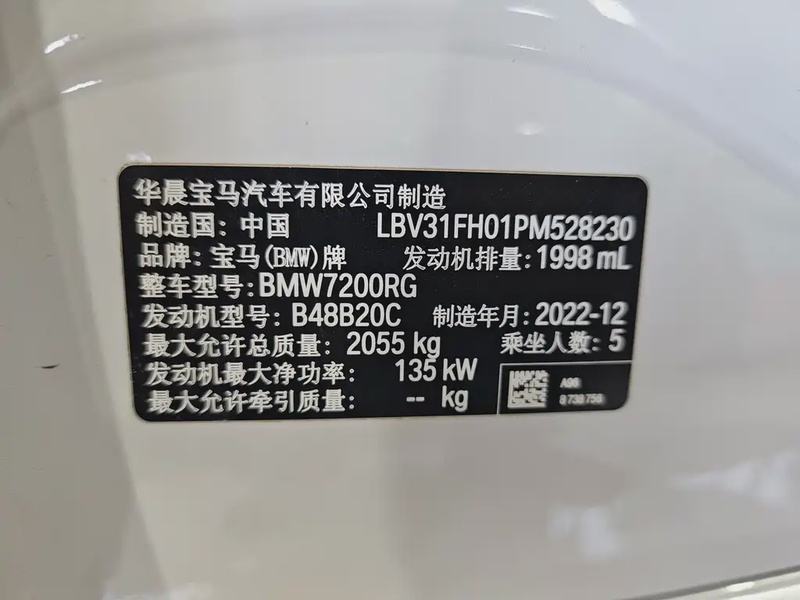 华晨宝马汽车有限公司制造
制造国: 中国 LBV31FH01PM528230
品牌: 宝马(BMW)牌 发动机排量: 1998 mL
整车型号: BMW7200RG
发动机型号: B48B20C 制造年月: 2022-12
最大允许总质量: 2055 kg 乘坐人数: 5
发动机最大净功率: 135 kW
最大允许牵引质量: -- kg
A96
8 738 756